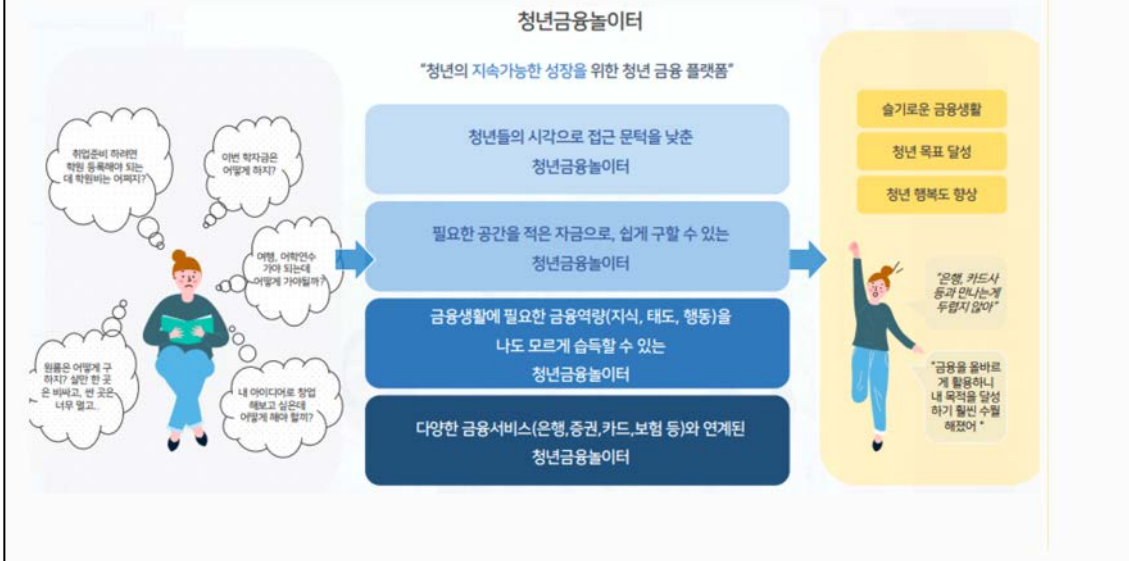 청년금융놀이터
"청년의 지속가능한 성장을 위한 청년 금융 플랫폼"
취업준비 하려면
학원 등록해야 되는
데 학원비는 어쩌지?
이번 학자금은
어떻게 하지?
여행, 어학연수
가야 되는데
어떻게 가야될까?
원룸은 어떻게 구
하지? 살만 한 곳
은 비싸고, 싼 곳은
너무 멀고..
내 아이디어로 창업
해보고 싶은데
어떻게 해야 할까?
청년들의 시각으로 접근 문턱을 낮춘
청년금융놀이터
필요한 공간을 적은 자금으로, 쉽게 구할 수 있는
청년금융놀이터
금융생활에 필요한 금융역량(지식, 태도, 행동)을
나도 모르게 습득할 수 있는
청년금융놀이터
다양한 금융서비스(은행,증권,카드,보험 등)와 연계된
청년금융놀이터
슬기로운 금융생활
청년 목표 달성
청년 행복도 향상
"은행, 카드사
등과 만나는게
두렵지 않아"
"금융을 올바르
게 활용하니
내 목적을 달성
하기 훨씬 수월
해졌어 "